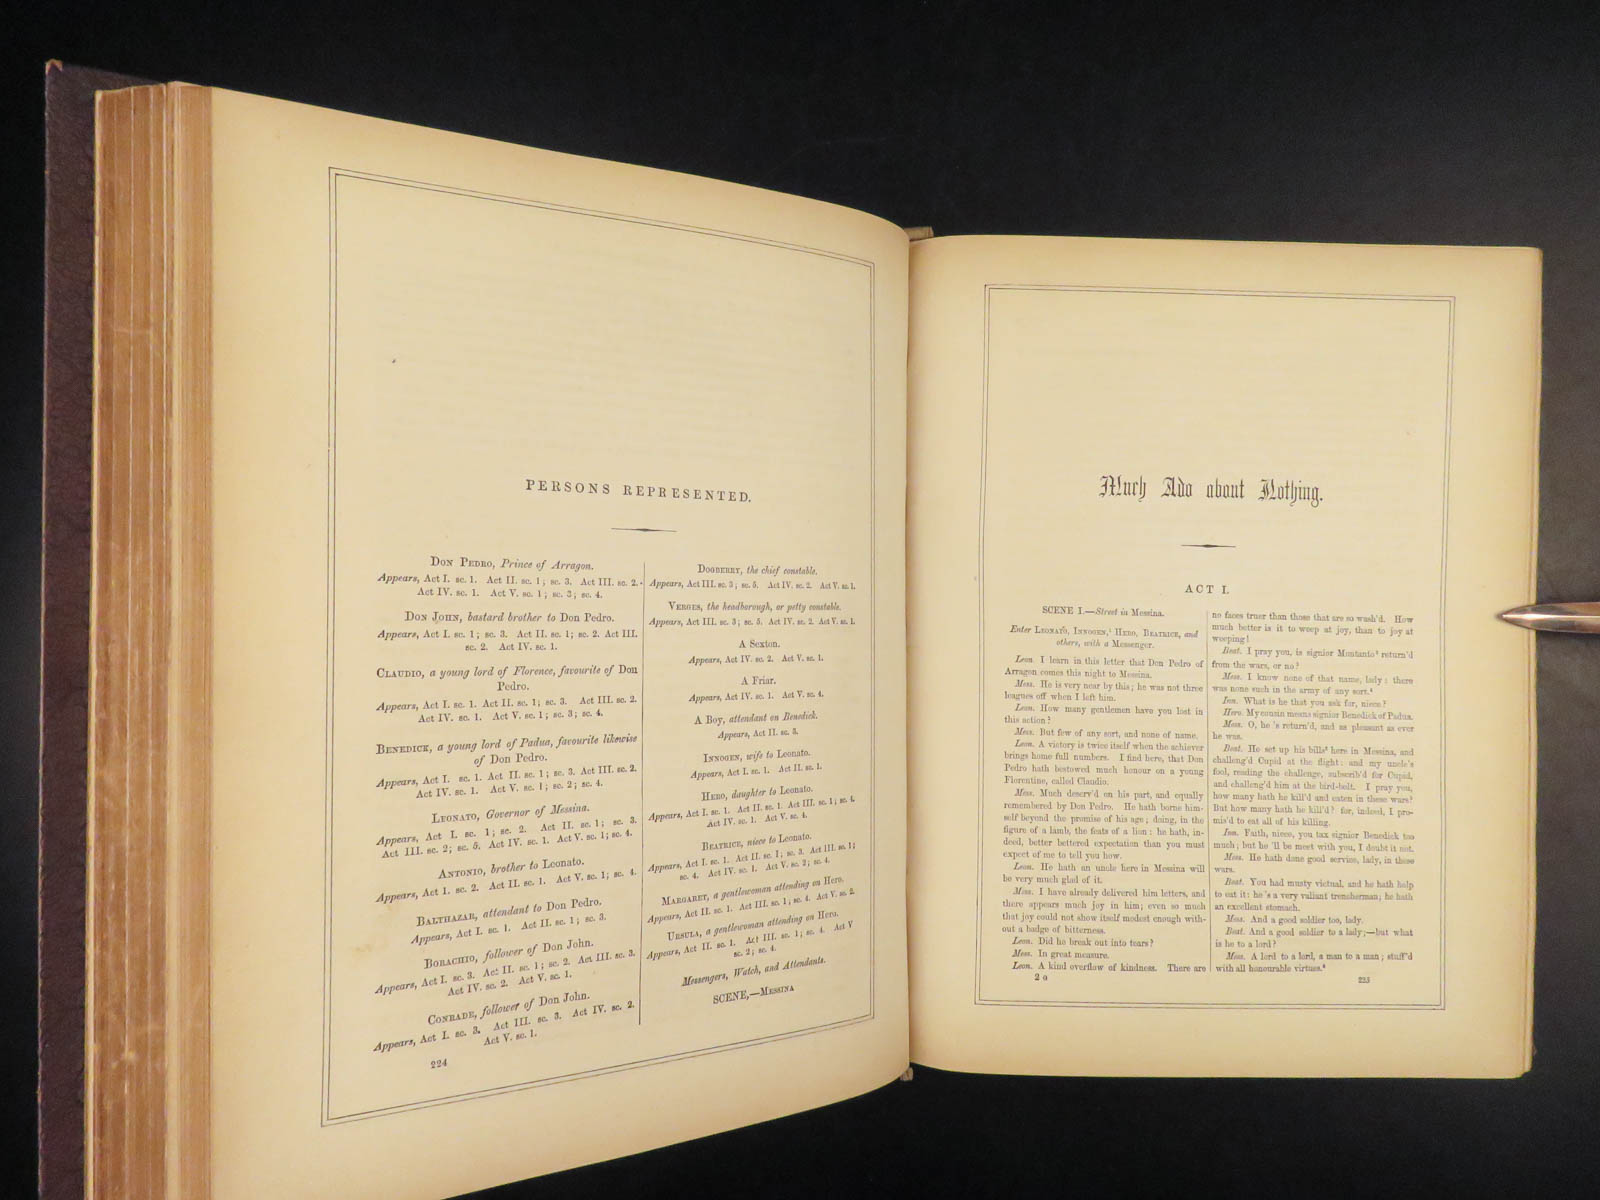 PERSONS REPRESENTED.
DON PEDRO, Prince of Arragon.
Appears, Act I. sc. 1. Act II. sc. 1; sc. 3. Act III. sc. 2.
Act IV. sc. 1. Act V. sc. 1; sc. 3; sc. 4.
DON JOHN, bastard brother to Don Pedro.
Appears, Act I. sc. 1; sc. 3. Act II. sc. 1; sc. 2. Act III.
sc. 2. Act IV. sc. 1.
CLAUDIO, a young lord of Florence, favourite of Don
Pedro.
Appears, Act I. sc. 1. Act II. sc. 1; sc. 3. Act III. sc. 2.
Act IV. sc. 1. Act V. sc. 1; sc. 3; sc. 4.
BENEDICK, a young lord of Padua, favourite likewise
of Don Pedro.
Appears, Act I. sc. 1. Act II. sc. 1; sc. 3. Act III. sc. 2.
Act IV. sc. 1. Act V. sc. 1; sc. 2; sc. 4.
LEONATO, Governor of Messina.
Appears, Act I. sc. 1; sc. 2. Act II. sc. 1; sc. 3.
Act III. sc. 2; sc. 5. Act IV. sc. 1. Act V. sc. 1; sc. 4.
ANTONIO, brother to Leonato.
Appears, Act 1. sc. 2. Act II. sc. 1. Act V. sc. 1; sc. 4.
BALTHAZAR, attendant to Don Pedro.
Appears, Act I. sc. 1. Act II. sc. 1; sc. 3.
BORACHIO, follower of Don John.
Appears, Act I. sc. 3. Act II. sc. 1; sc. 2. Act III. sc. 3.
Act IV. sc. 2. Act V. sc. 1.
CONRADE, follower of Don John.
Appears, Act I. sc. 3. Act III. sc. 3. Act IV. sc. 2.
Act V. sc. 1.
224
DOGBERRY, the chief constable.
Appears, Act III. sc. 3; sc. 5. Act IV. sc. 2. Act V. sc. 1.
VERGES, the headborough, or petty constable.
Appears, Act III. sc. 3; sc. 5. Act IV. sc. 2. Act V. sc. 1.
A Sexton.
Appears, Act IV. sc. 2. Act V. sc. 1.
A Friar.
Appears, Act IV. sc. 1. Act V. sc. 4.
A Boy, attendant on Benedick.
Appears, Act II. sc. 3.
INNOGEN, wife to Leonato.
Appears, Act I. sc. 1. Act II. sc. 1.
HERO, daughter to Leonato.
Appears, Act I. sc. 1. Act II. sc. 1. Act III. sc. 1; sc. 4.
Act IV. sc. 1. Act V. sc. 4.
BEATRICE, niece to Leonato.
Appears, Act I. sc. 1. Act II. sc. 1; sc. 3. Act III. sc. 1;
sc. 4. Act IV. sc. 1. Act V. sc. 2; sc. 4.
MARGARET, a gentlewoman attending on Hero.
Appears, Act II. sc. 1. Act III. sc. 1; sc. 4. Act V. sc. 2.
URSULA, a gentlewoman attending on Hero.
Appears, Act II. sc. 1. Act III. sc. 1; sc. 4. Act V
sc. 2; sc. 4.
Messengers, Watch, and Attendants.
SCENE,—MESSINA
Much Ado about Nothing.
ACT I.
SCENE I.—Street in Messina.
Enter LEONATO, INNOGEN,¹ HERO, BEATRICE, and
others, with a Messenger.
Leon. I learn in this letter that Don Pedro of
Arragon comes this night to Messina.
Mess. He is very near by this; he was not three
leagues off when I left him.
Leon. How many gentlemen have you lost in
this action?
Mess. But few of any sort, and none of name.
Leon. A victory is twice itself when the achiever
brings home full numbers. I find here, that Don
Pedro hath bestowed much honour on a young
Florentine, called Claudio.
Mess. Much deserv'd on his part, and equally
remembered by Don Pedro. He hath borne him-
self beyond the promise of his age; doing, in the
figure of a lamb, the feats of a lion: he hath, in-
deed, better bettered expectation than you must
expect of me to tell you how.
Leon. He hath an uncle here in Messina will
be very much glad of it.
Mess. I have already delivered him letters, and
there appears much joy in him; even so much
that joy could not show itself modest enough with-
out a badge of bitterness.
Leon. Did he break out into tears?
Mess. In great measure.
Leon. A kind overflow of kindness. There are
2 G
no faces truer than those that are so wash'd. How
much better is it to weep at joy, than to joy at
weeping!
Beat. I pray you, is signior Montanto return'd
from the wars, or no?
Mess. I know none of that name, lady: there
was none such in the army of any sort.
Inn. What is he that you ask for, niece?
Hero. My cousin means signior Benedick of Padua.
Mess. O, he's return'd, and as pleasant as ever
he was.
Beat. He set up his bills here in Messina, and
challeng'd Cupid at the flight: and my uncle's
fool, reading the challenge, subscrib'd for Cupid,
and challeng'd him at the bird-bolt. I pray you,
how many hath he kill'd and eaten in these wars?
But how many hath he kill'd? for, indeed, I pro-
mis'd to eat all of his killing.
Inn. Faith, niece, you tax signior Benedick too
much; but he'll be meet with you, I doubt it not.
Mess. He hath done good service, lady, in these
wars.
Beat. You had musty victual, and he hath help
to eat it: he's a very valiant trencherman; he hath
an excellent stomach.
Mess. And a good soldier too, lady.
Beat. And a good soldier to a lady;—but what
is he to a lord?
Mess. A lord to a lord, a man to a man; stuff'd
with all honourable virtues.
225